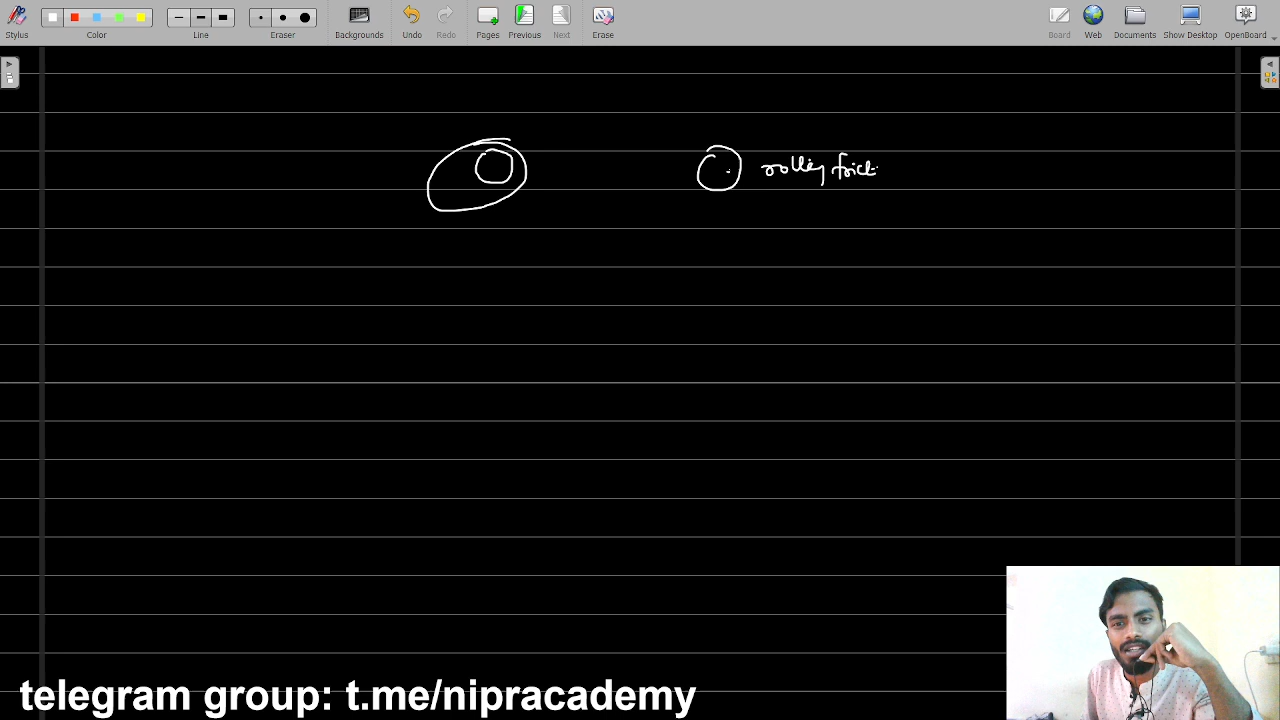 Stylus
Color
Line
Eraser
Backgrounds
Undo
Redo
Pages
Previous
Next
Erase
Board
Web
Documents
Show Desktop
OpenBoard
rolling frict
telegram group: t.me/nipracademy